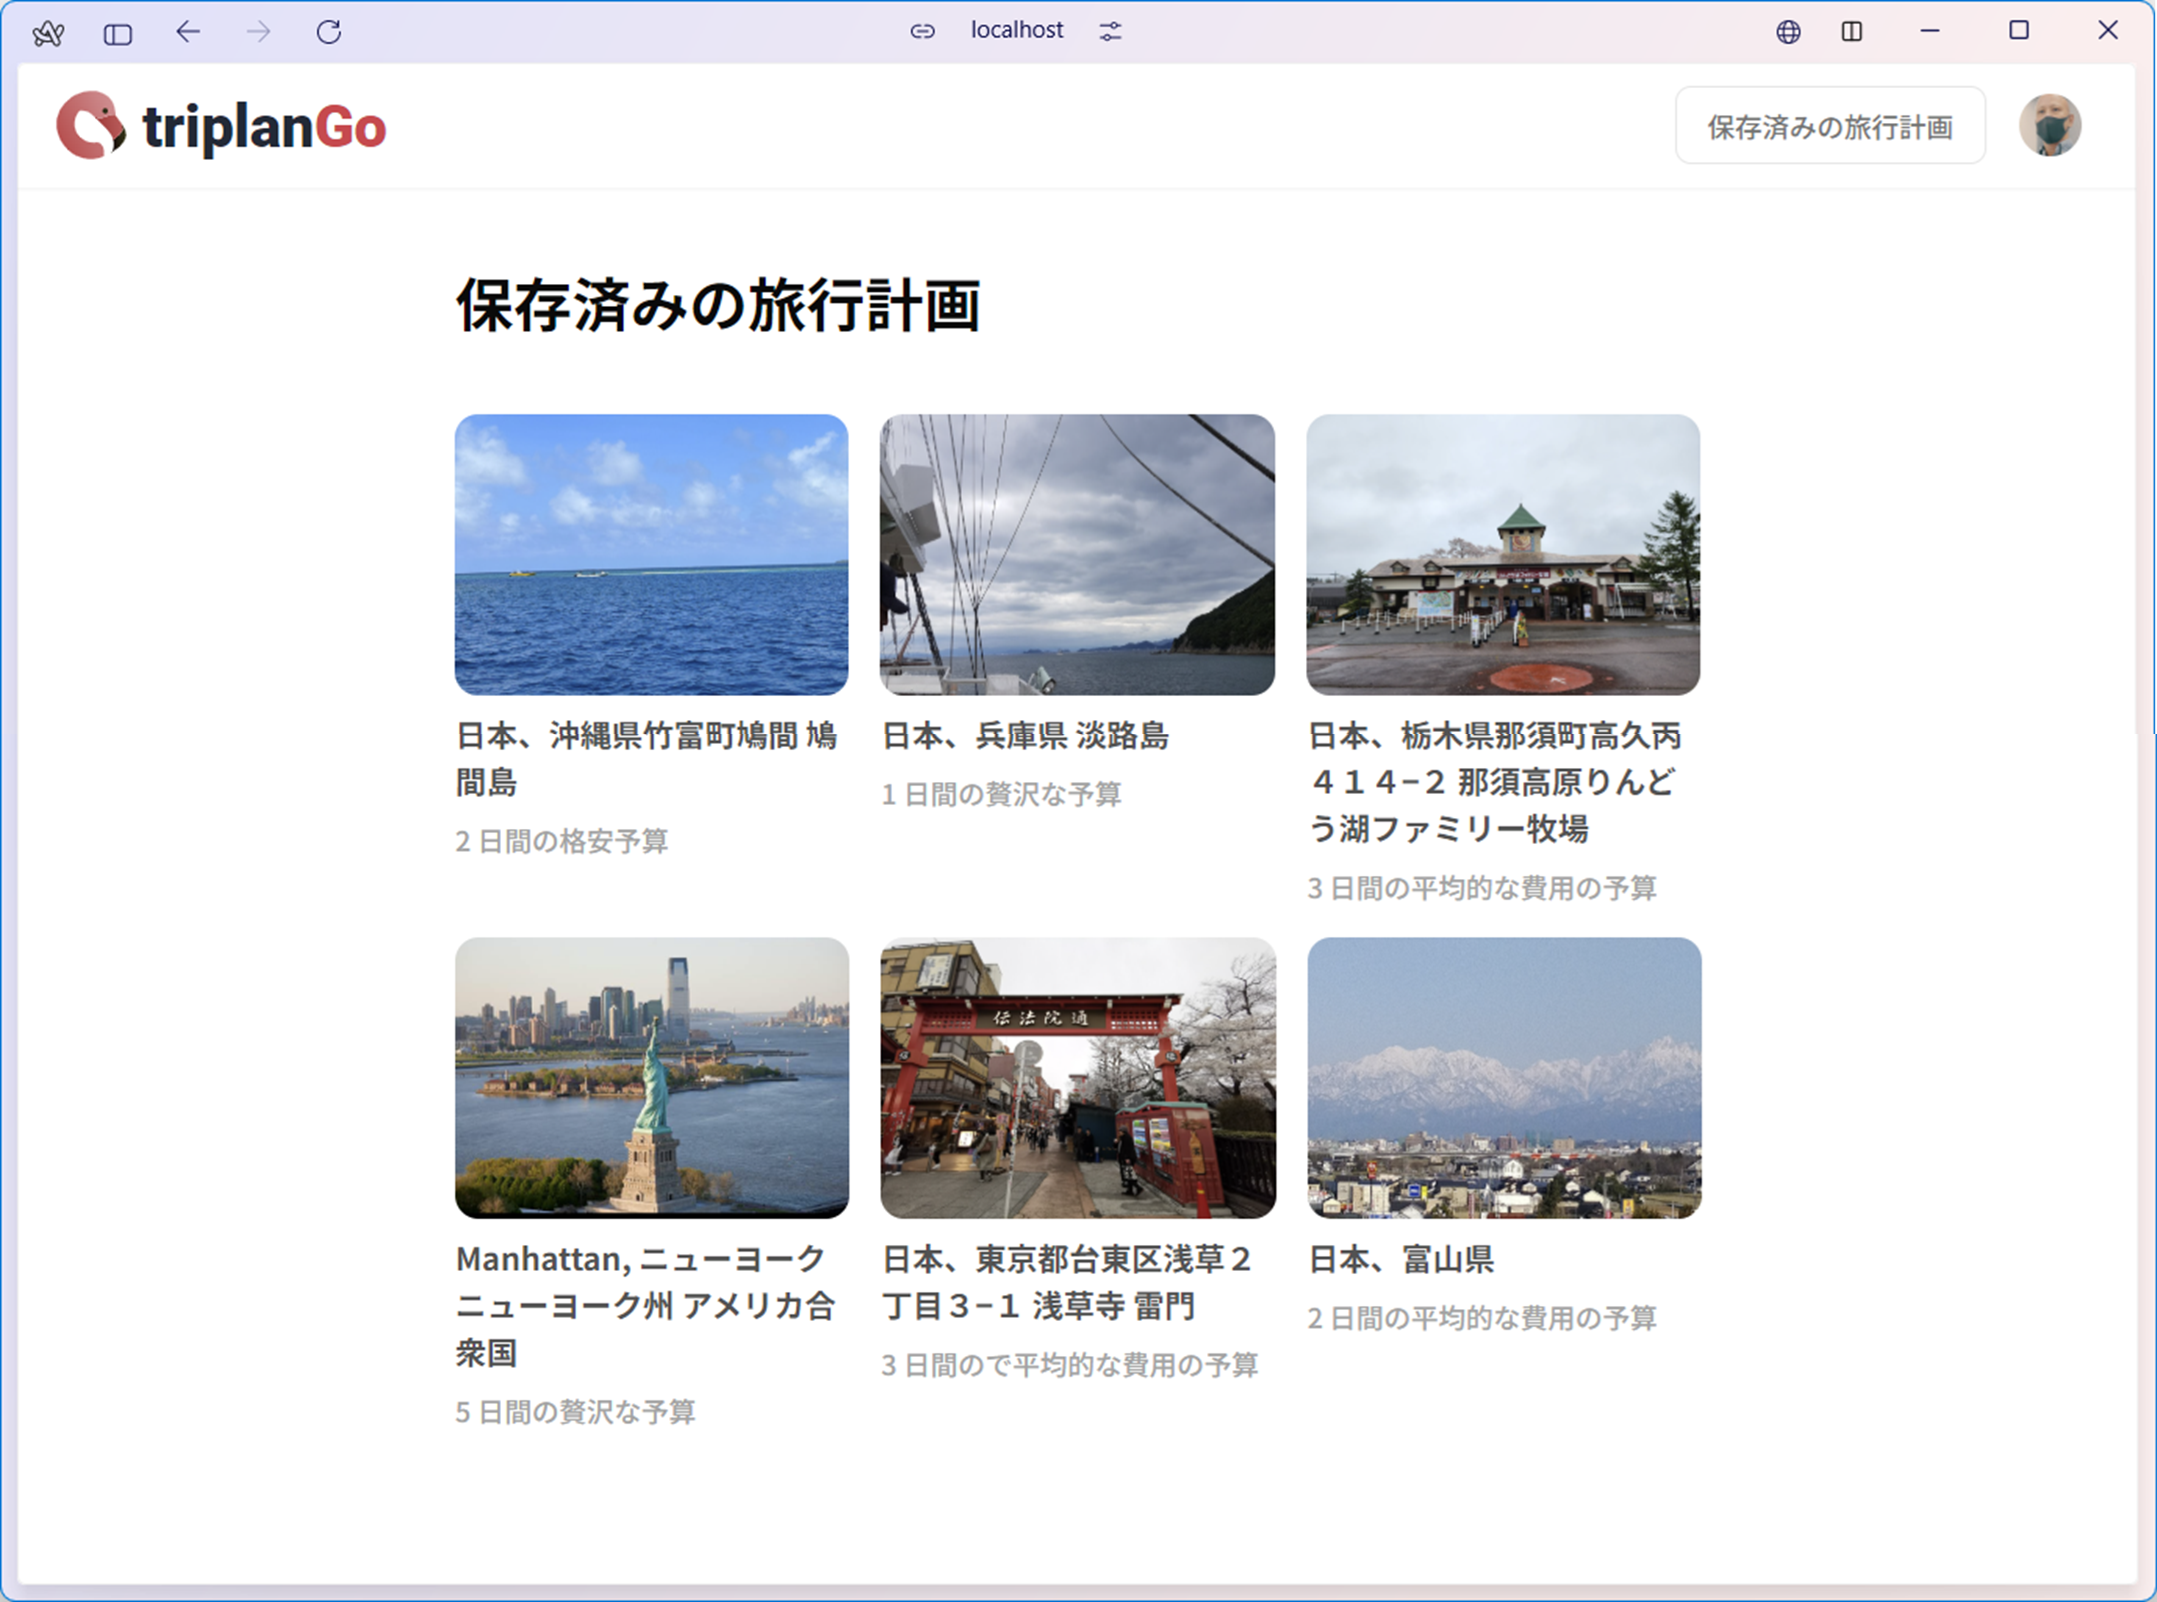 localhost
triplanGo
保存済みの旅行計画
保存済みの旅行計画
日本、沖縄県竹富町鳩間 鳩
間島
2 日間の格安予算
日本、兵庫県 淡路島
1 日間の贅沢な予算
日本、栃木県那須町高久丙
４１４−２ 那須高原りんど
う湖ファミリー牧場
3 日間の平均的な費用の予算
伝法院通
Manhattan, ニューヨーク
ニューヨーク州 アメリカ合
衆国
5 日間の贅沢な予算
日本、東京都台東区浅草２
丁目３−１ 浅草寺 雷門
3 日間ので平均的な費用の予算
日本、富山県
2 日間の平均的な費用の予算